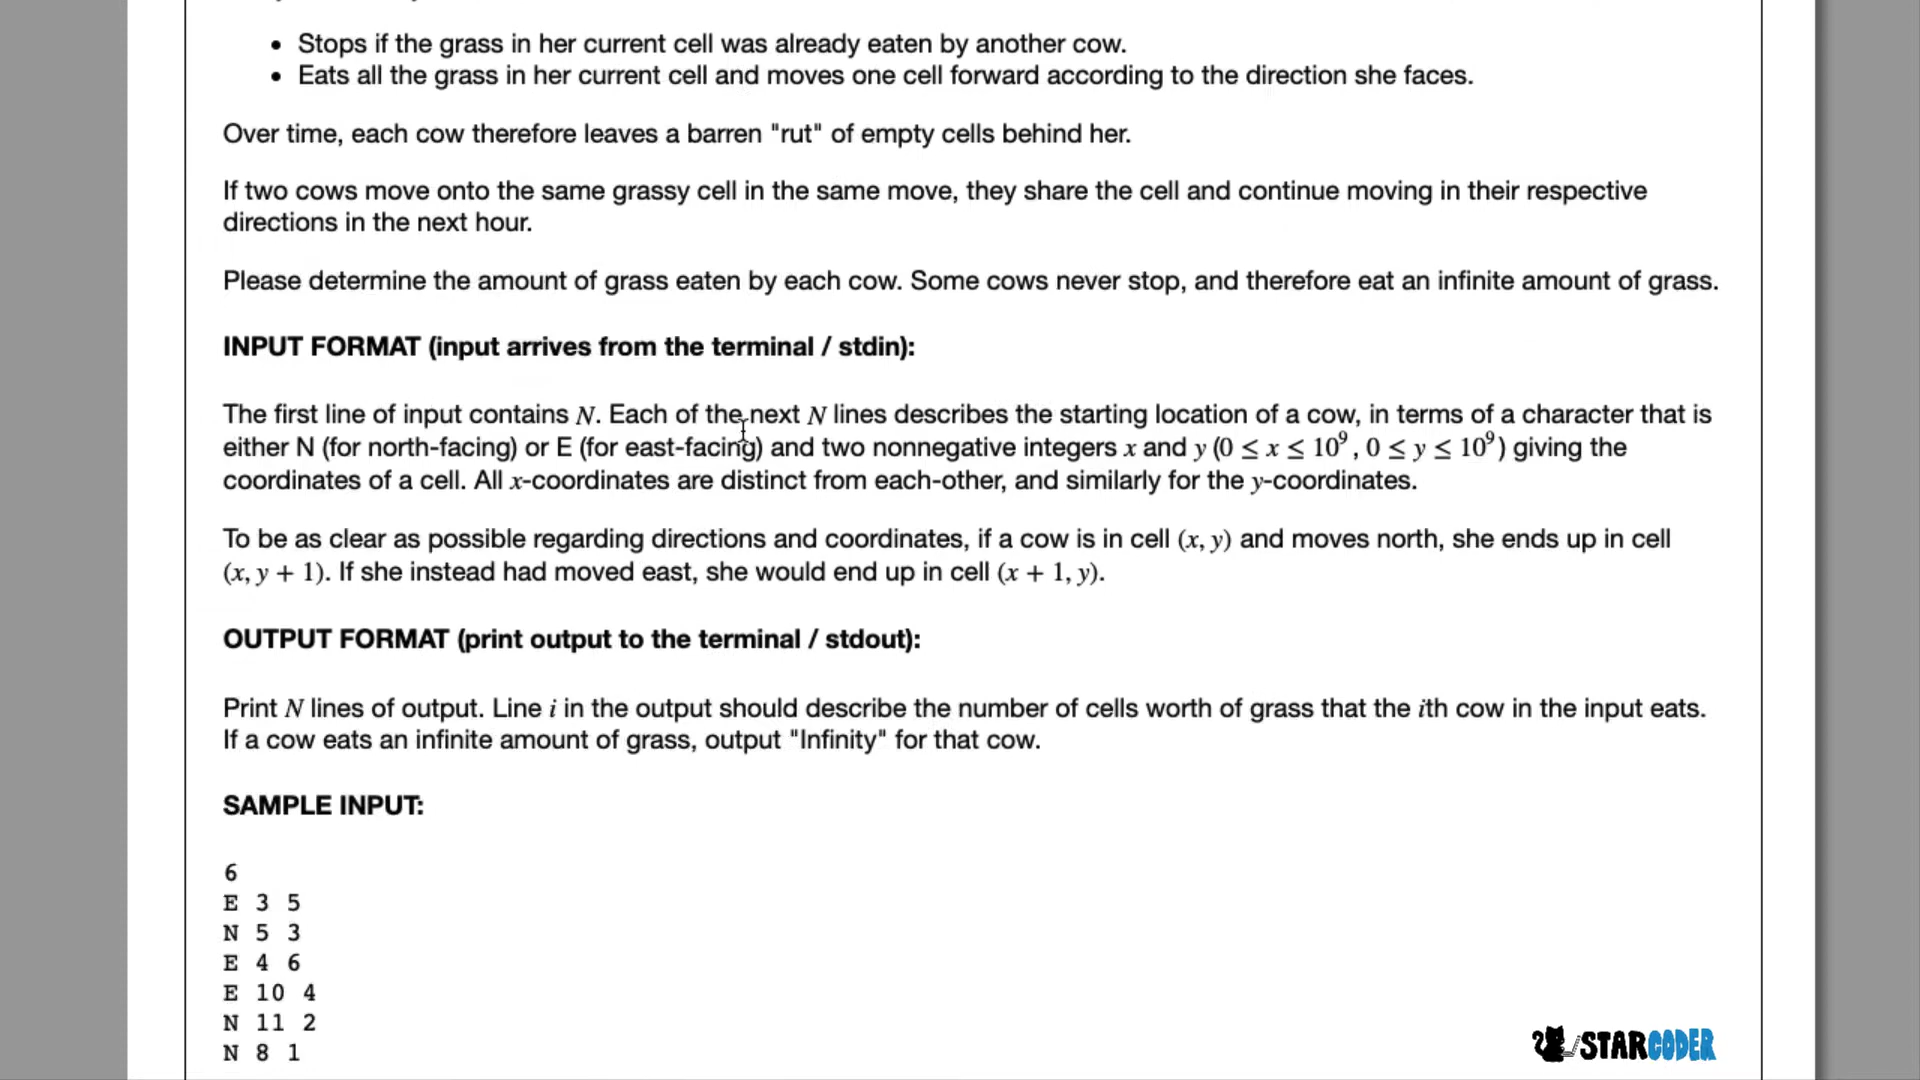 • Stops if the grass in her current cell was already eaten by another cow.
• Eats all the grass in her current cell and moves one cell forward according to the direction she faces.
Over time, each cow therefore leaves a barren "rut" of empty cells behind her.
If two cows move onto the same grassy cell in the same move, they share the cell and continue moving in their respective
directions in the next hour.
Please determine the amount of grass eaten by each cow. Some cows never stop, and therefore eat an infinite amount of grass.
INPUT FORMAT (input arrives from the terminal / stdin):
The first line of input contains N. Each of the next N lines describes the starting location of a cow, in terms of a character that is
either N (for north-facing) or E (for east-facing) and two nonnegative integers x and y (0 ≤ x ≤ 10⁹, 0 ≤ y ≤ 10⁹) giving the
coordinates of a cell. All x-coordinates are distinct from each-other, and similarly for the y-coordinates.
To be as clear as possible regarding directions and coordinates, if a cow is in cell (x, y) and moves north, she ends up in cell
(x, y + 1). If she instead had moved east, she would end up in cell (x + 1, y).
OUTPUT FORMAT (print output to the terminal / stdout):
Print N lines of output. Line i in the output should describe the number of cells worth of grass that the ith cow in the input eats.
If a cow eats an infinite amount of grass, output "Infinity" for that cow.
SAMPLE INPUT:
6
E 3 5
N 5 3
E 4 6
E 10 4
N 11 2
N 8 1
STARCODER